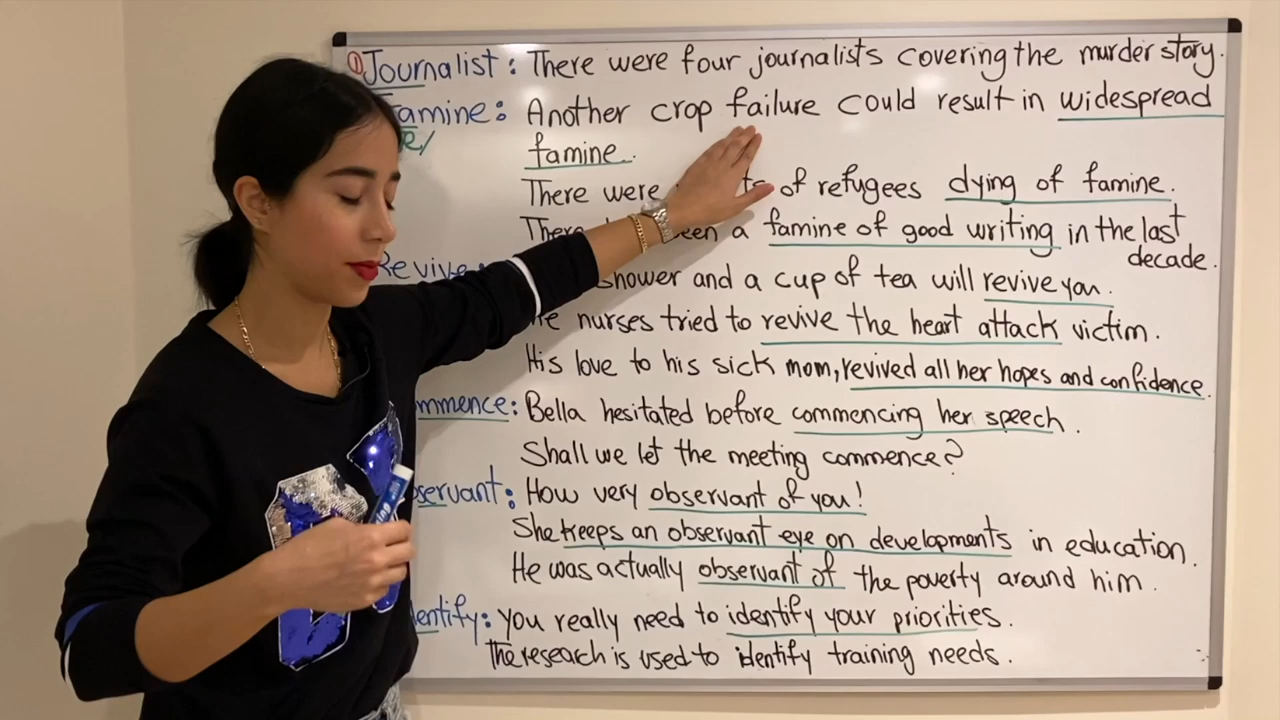 ① Journalist: There were four journalists covering the murder story.
Famine: Another crop failure could result in widespread
famine.
There were of refugees dying of famine.
a famine of good writing in the last
decade.
Revive shower and a cup of tea will revive you.
nurses tried to revive the heart attack victim.
His love to his sick mom, revived all her hopes and confidence.
mmence: Bella hesitated before commencing her speech.
Shall we let the meeting commence?
servant: How very observant of you!
She keeps an observant eye on developments in education.
He was actually observant of the poverty around him.
entify: you really need to identify your priorities.
The research is used to identify training needs.